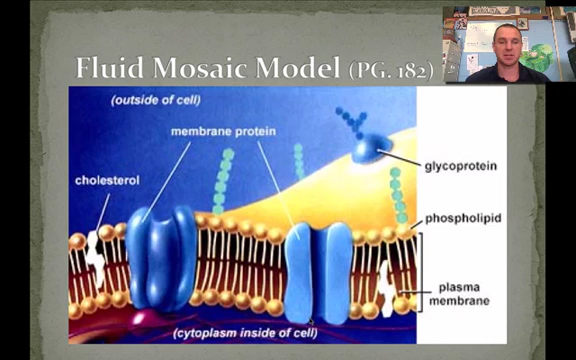 Fluid Mosaic Model (PG. 182)
(outside of cell)
membrane protein
cholesterol
glycoprotein
phospholipid
plasma
membrane
(cytoplasm inside of cell)